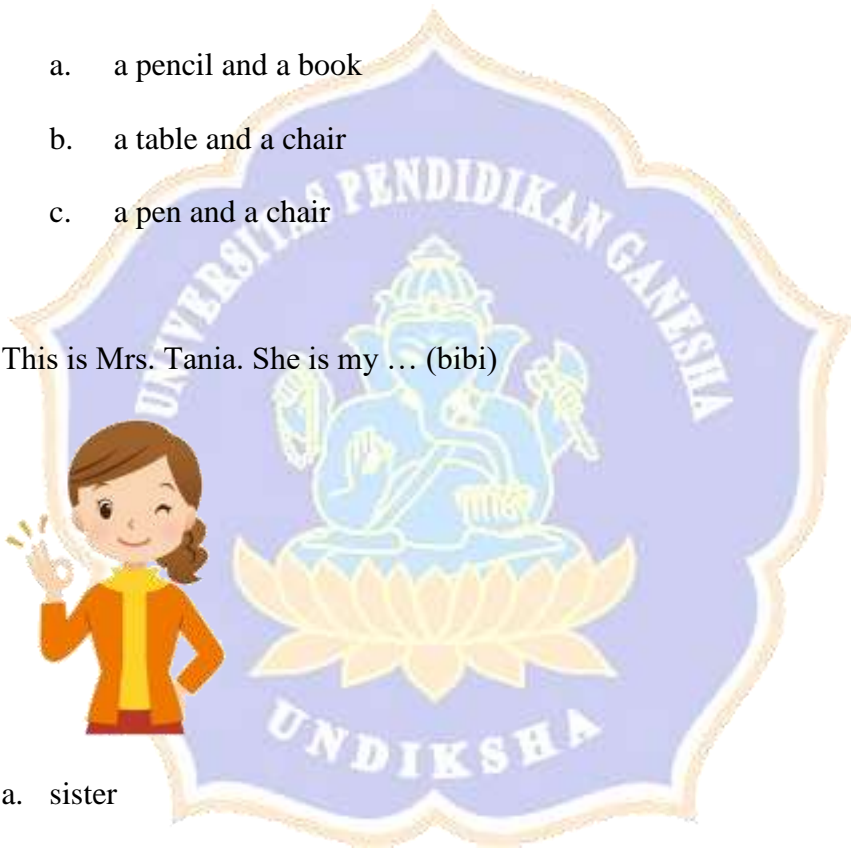 a. a pencil and a book
b. a table and a chair
c. a pen and a chair
UNIVERSITAS PENDIDIKAN GANESHA
This is Mrs. Tania. She is my … (bibi)
UNDIKSHA
a. sister